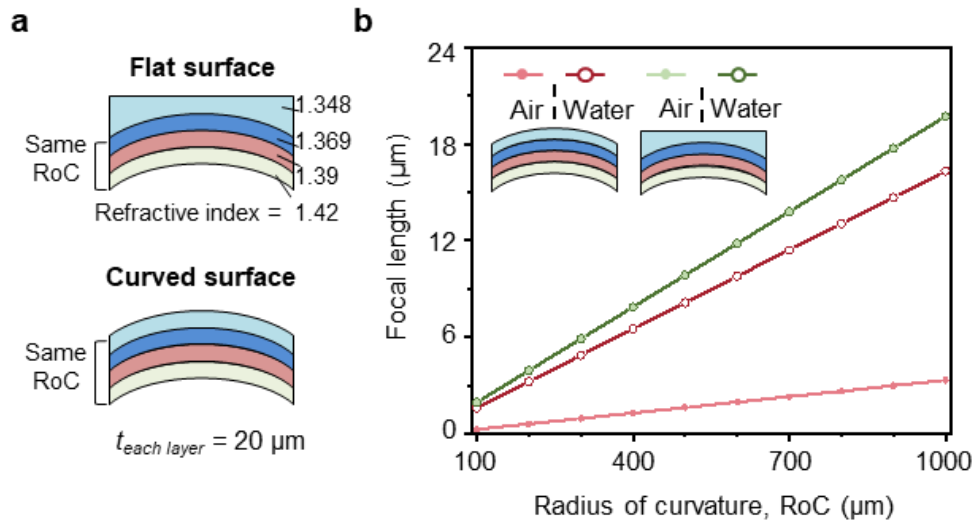 a
Flat surface
1.348
1.369
1.39
Same
RoC
Refractive index = 1.42
Curved surface
Same
RoC
t each layer = 20 μm
b
24
18
12
6
0
Focal length (μm)
Air Water
Air Water
100
400
700
1000
Radius of curvature, RoC (μm)